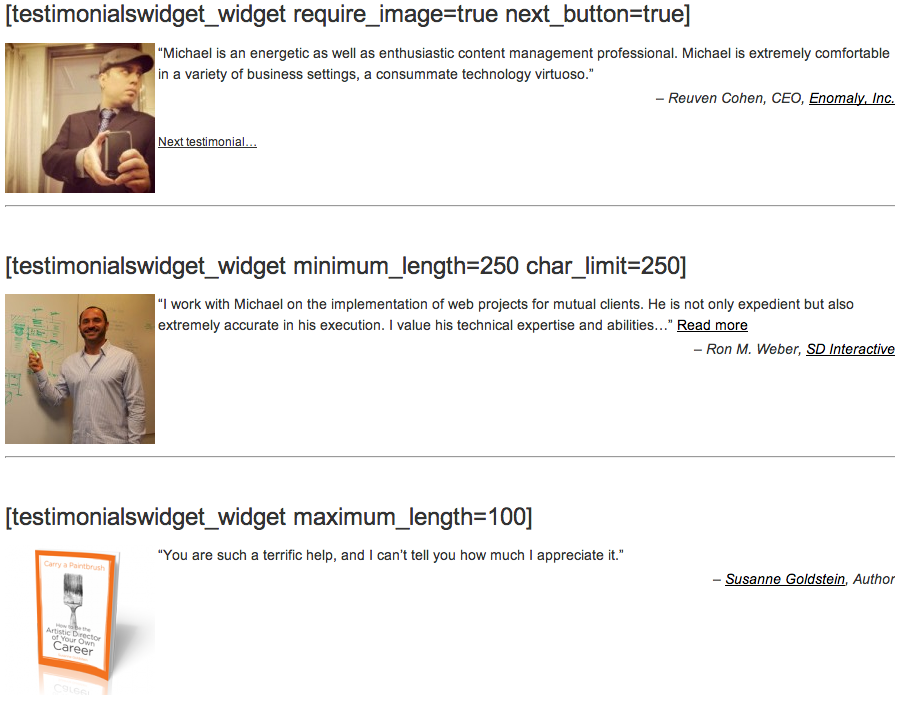 [testimonialswidget_widget require_image=true next_button=true]
“Michael is an energetic as well as enthusiastic content management professional. Michael is extremely comfortable
in a variety of business settings, a consummate technology virtuoso.”
– Reuven Cohen, CEO, Enomaly, Inc.
Next testimonial…
[testimonialswidget_widget minimum_length=250 char_limit=250]
“I work with Michael on the implementation of web projects for mutual clients. He is not only expedient but also
extremely accurate in his execution. I value his technical expertise and abilities…” Read more
– Ron M. Weber, SD Interactive
[testimonialswidget_widget maximum_length=100]
“You are such a terrific help, and I can’t tell you how much I appreciate it.”
– Susanne Goldstein, Author
Carry a Paintbrush
How to Be the
Artistic Director
of Your Own
Career